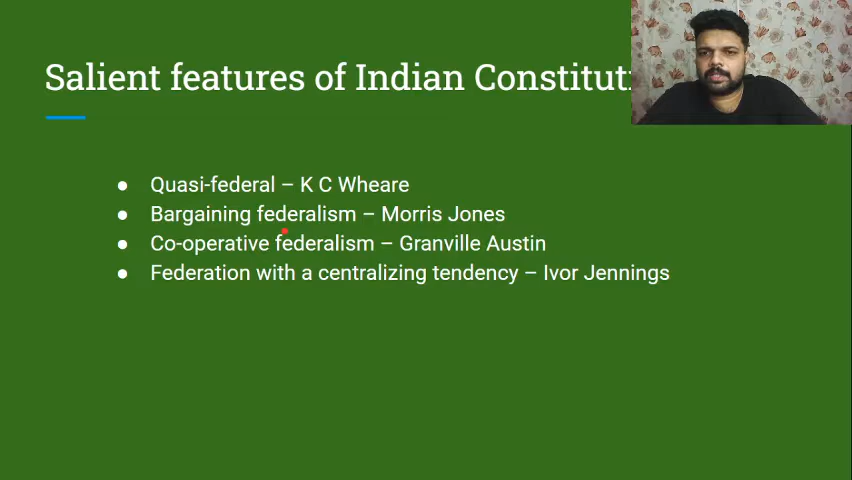 Salient features of Indian Constituti
● Quasi-federal – K C Wheare
● Bargaining federalism – Morris Jones
● Co-operative federalism – Granville Austin
● Federation with a centralizing tendency – Ivor Jennings